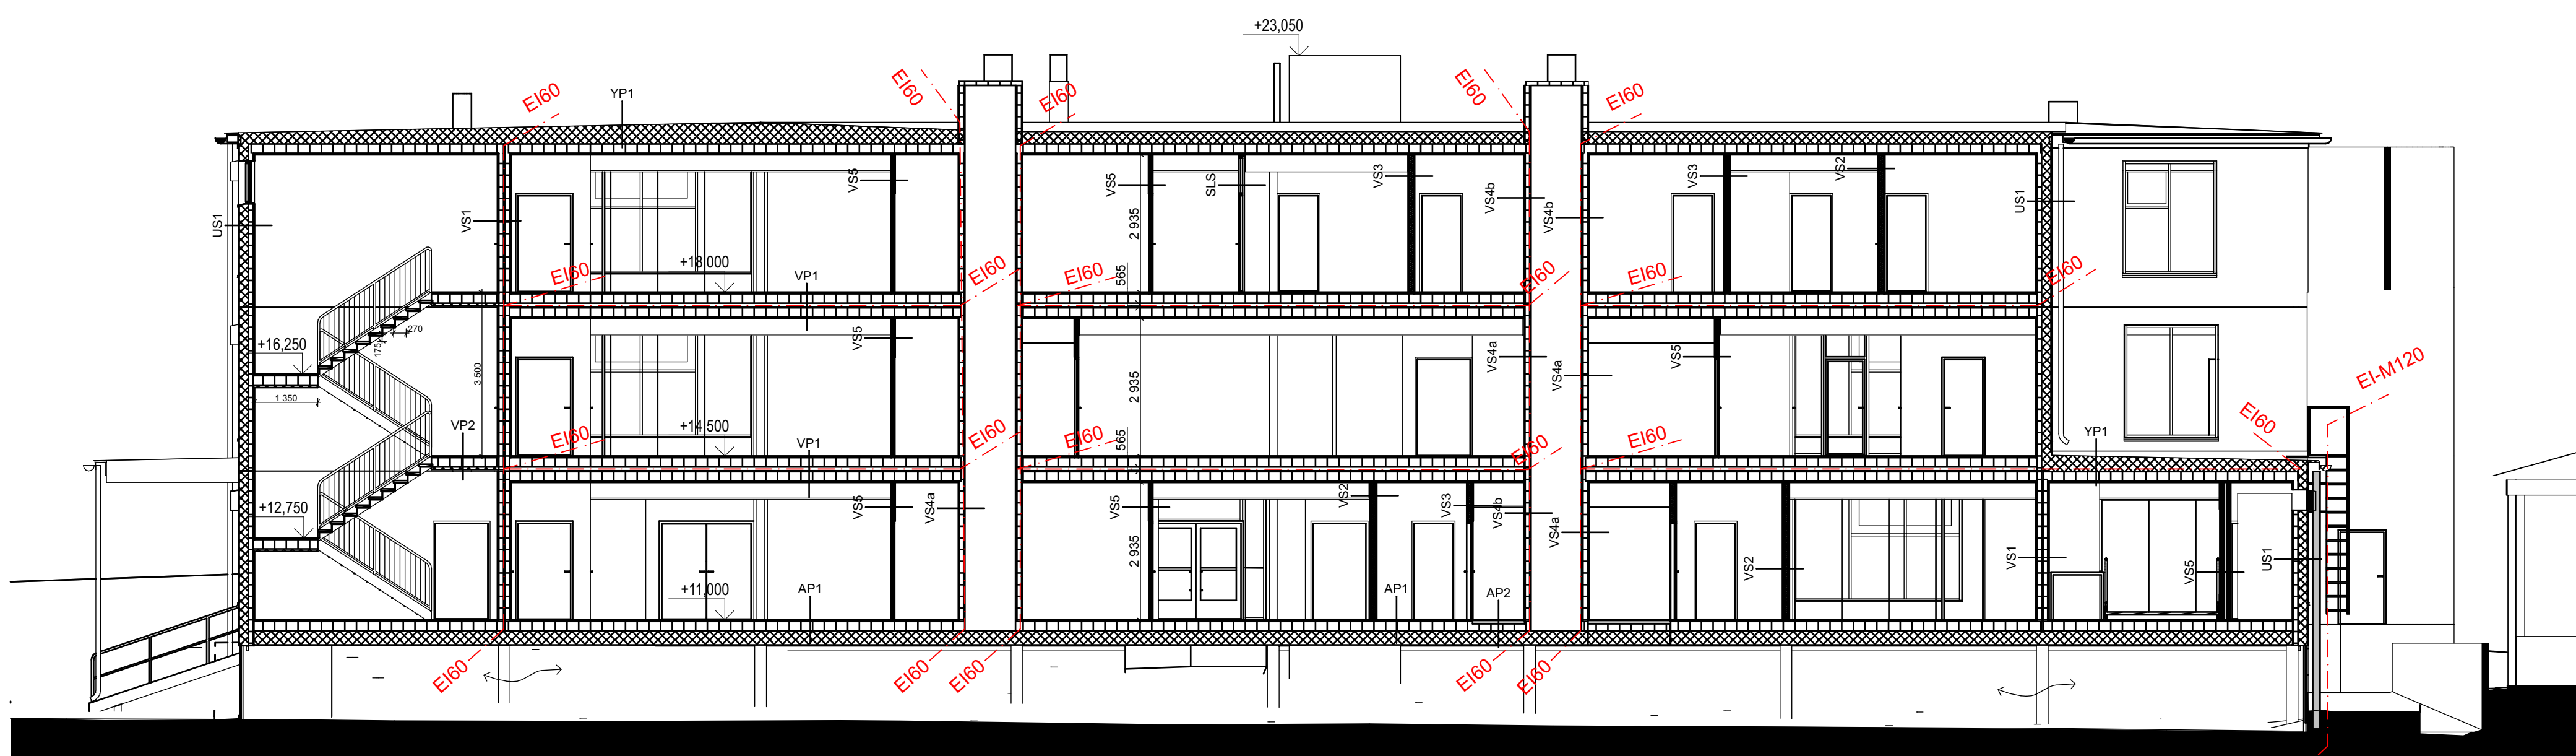 +23,050
EI60
YP1
EI60
EI60
EI60
EI60
US1
VS1
VS5
VS5
SLS
VS3
VS4b
VS4b
VS3
VS2
US1
2 935
+18,000
VP1
EI60
EI60
EI60
565
EI60
EI60
EI60
+16,250
175
270
3 500
1 350
VS5
2 935
VS4a
VS4a
VS5
EI-M120
VP2
+14,500
VP1
EI60
EI60
EI60
565
EI60
EI60
YP1
EI60
+12,750
VS5
VS4a
VS5
2 935
VS2
VS3
VS4b
VS4a
VS2
VS1
VS5
US1
+11,000
AP1
AP1
AP2
EI60
EI60
EI60
EI60
EI60